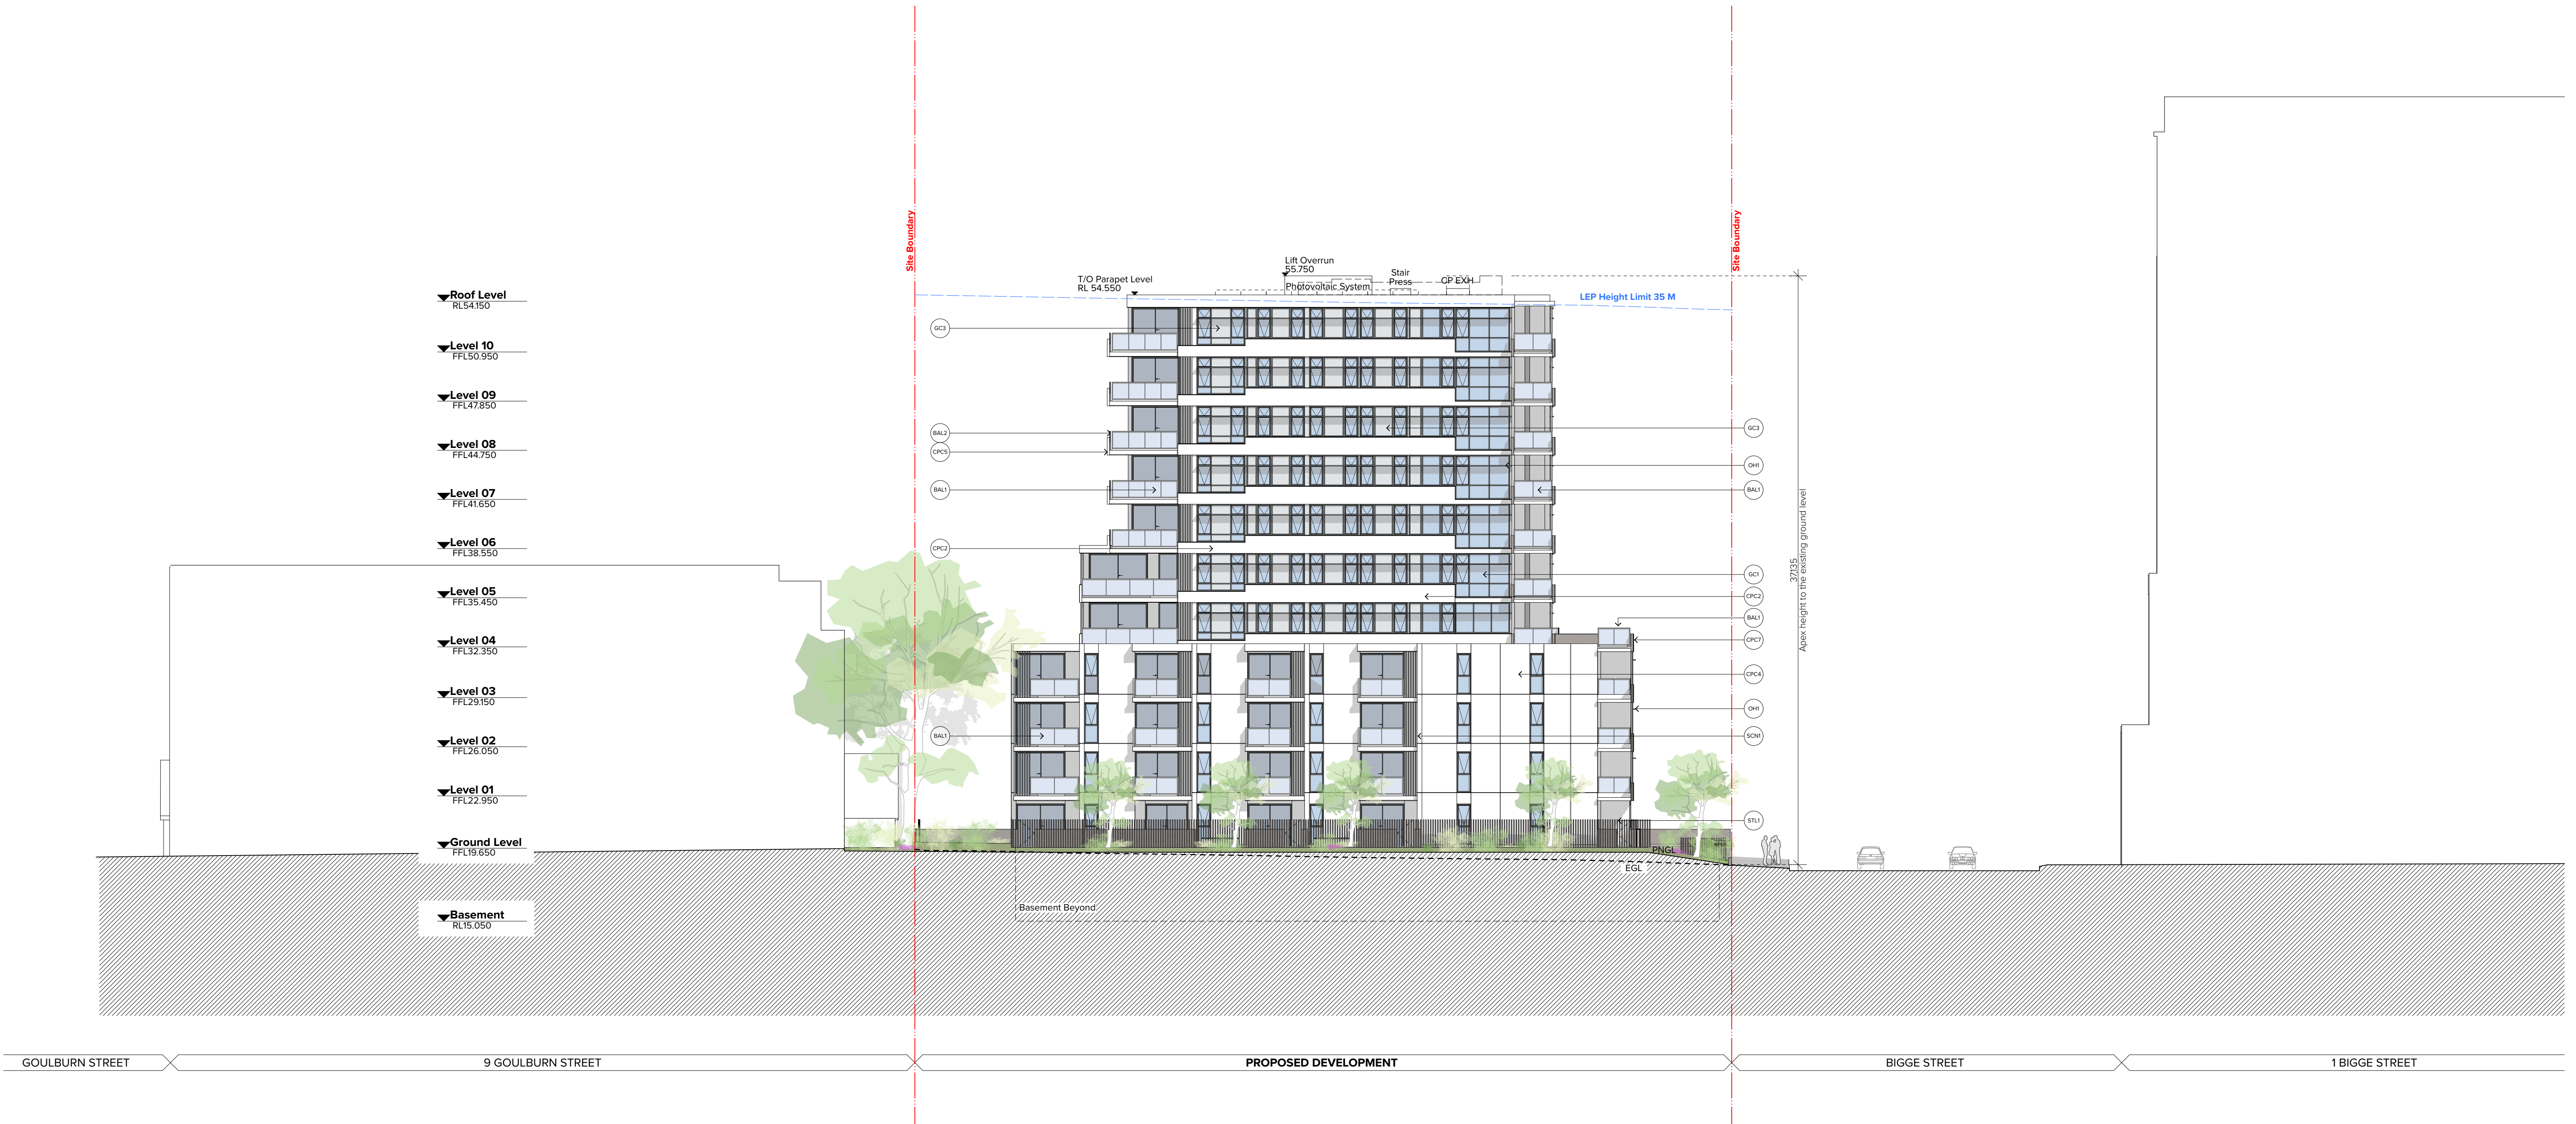 Site Boundary
Site Boundary
Lift Overrun
55.750
T/O Parapet Level
RL 54.550
Stair
Press
CP EXH
Photovoltaic System
LEP Height Limit 35 M
Roof Level
RL54.150
Level 10
FFL50.950
Level 09
FFL47.850
Level 08
FFL44.750
Level 07
FFL41.650
Level 06
FFL38.550
Level 05
FFL35.450
Level 04
FFL32.350
Level 03
FFL29.150
Level 02
FFL26.050
Level 01
FFL22.950
Ground Level
FFL19.650
Basement
RL15.050
GC3
BAL2
CPC5
BAL1
CPC2
BAL1
GC3
OH1
BAL1
GC1
CPC2
BAL1
CPC7
CPC4
OH1
SCN1
STL1
37.135
Apex height to the existing ground level
PNGL
EGL
Basement Beyond
GOULBURN STREET
9 GOULBURN STREET
PROPOSED DEVELOPMENT
BIGGE STREET
1 BIGGE STREET